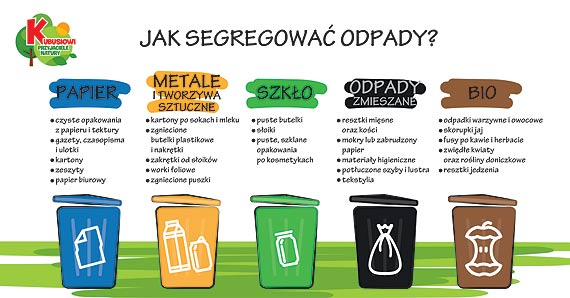 KUBUSIOWI
PRZYJACIELE
NATURY
JAK SEGREGOWAĆ ODPADY?
PAPIER
• czyste opakowania
z papieru i tektury
• gazety, czasopisma
i ulotki
• kartony
• zeszyty
• papier biurowy
METALE
I TWORZYWA
SZTUCZNE
• kartony po sokach i mleku
• zgniecione
butelki plastikowe
i nakrętki
• zakrętki od słoików
• worki foliowe
• zgniecione puszki
SZKŁO
• puste butelki
• słoiki
• puste, szklane
opakowania
po kosmetykach
ODPADY
ZMIESZANE
• resztki mięsne
oraz kości
• mokry lub zabrudzony
papier
• materiały higieniczne
• potłuczone szyby i lustra
• tekstylia
BIO
• odpadki warzywne i owocowe
• skorupki jaj
• fusy po kawie i herbacie
• zwiędłe kwiaty
oraz rośliny doniczkowe
• resztki jedzenia